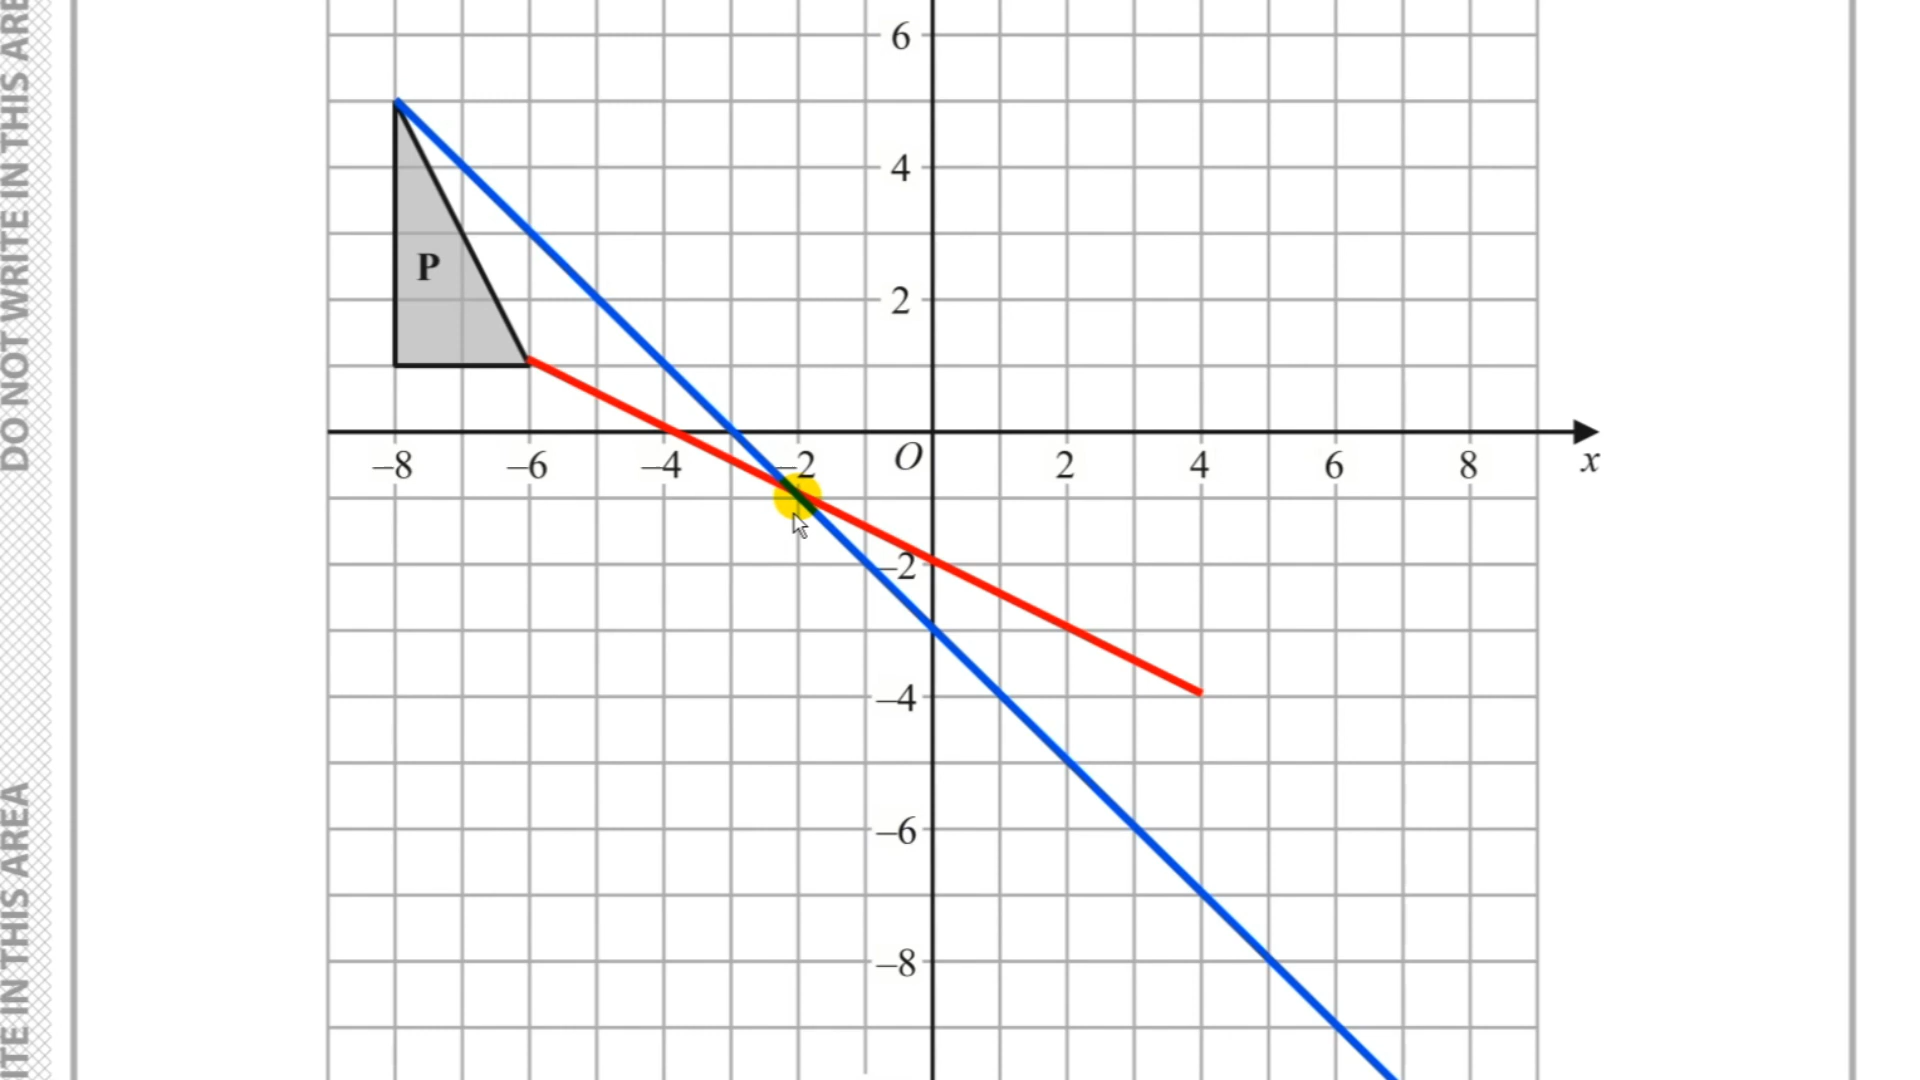 DO NOT WRITE IN THIS ARE
ITE IN THIS AREA
6
4
2
P
–8 –6 –4 –2 O 2 4 6 8 x
–2
–4
–6
–8